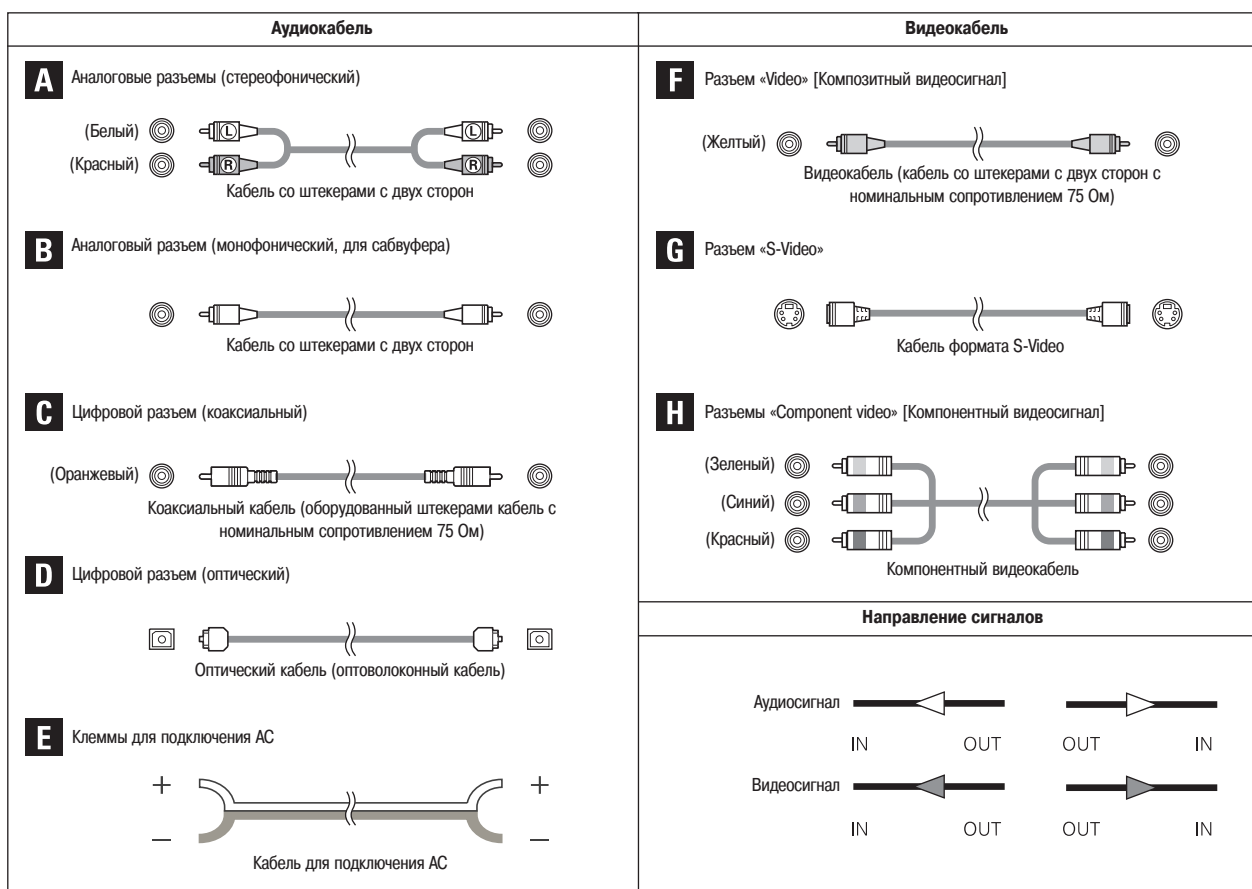 Аудиокабель
A Аналоговые разъемы (стереофонический)
(Белый) L L
(Красный) R R
Кабель со штекерами с двух сторон
B Аналоговый разъем (монофонический, для сабвуфера)
Кабель со штекерами с двух сторон
C Цифровой разъем (коаксиальный)
(Оранжевый)
Коаксиальный кабель (оборудованный штекерами кабель с
номинальным сопротивлением 75 Ом)
D Цифровой разъем (оптический)
Оптический кабель (оптоволоконный кабель)
E Клеммы для подключения АС
+ +
– –
Кабель для подключения АС
Видеокабель
F Разъем «Video» [Композитный видеосигнал]
(Желтый)
Видеокабель (кабель со штекерами с двух сторон с
номинальным сопротивлением 75 Ом)
G Разъем «S-Video»
Кабель формата S-Video
H Разъемы «Component video» [Компонентный видеосигнал]
(Зеленый)
(Синий)
(Красный)
Компонентный видеокабель
Направление сигналов
Аудиосигнал
IN OUT OUT IN
Видеосигнал
IN OUT OUT IN